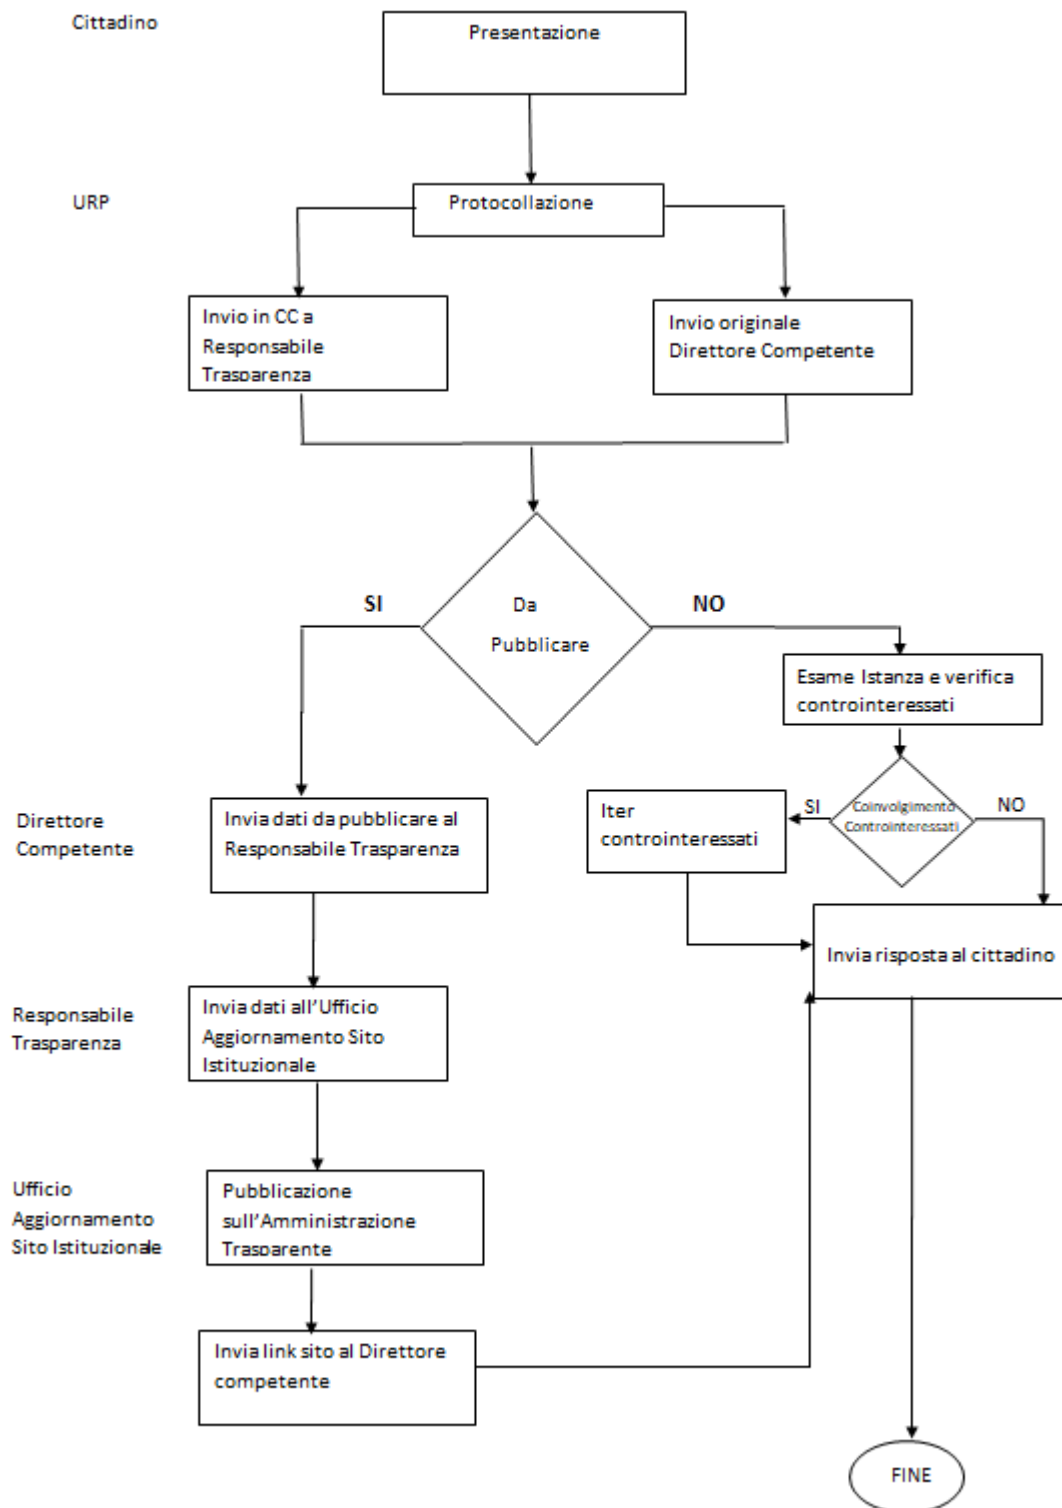 Cittadino
Presentazione
URP
Protocollazione
Invio in CC a
Responsabile
Trasparenza
Invio originale
Direttore Competente
SI
Da
Pubblicare
NO
Esame Istanza e verifica
controinteressati
Direttore
Competente
Invia dati da pubblicare al
Responsabile Trasparenza
Iter
controinteressati
SI
Coinvolgimento
Controinteressati
NO
Invia risposta al cittadino
Responsabile
Trasparenza
Invia dati all'Ufficio
Aggiornamento Sito
Istituzionale
Ufficio
Aggiornamento
Sito Istituzionale
Pubblicazione
sull'Amministrazione
Trasparente
Invia link sito al Direttore
competente
FINE